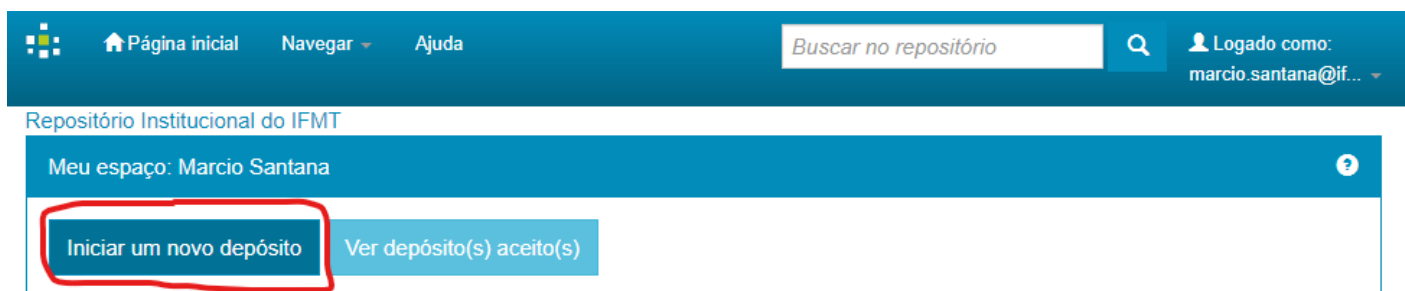 Página inicial Navegar Ajuda Buscar no repositório Logado como:
marcio.santana@if...
Repositório Institucional do IFMT
Meu espaço: Marcio Santana ?
Iniciar um novo depósito Ver depósito(s) aceito(s)